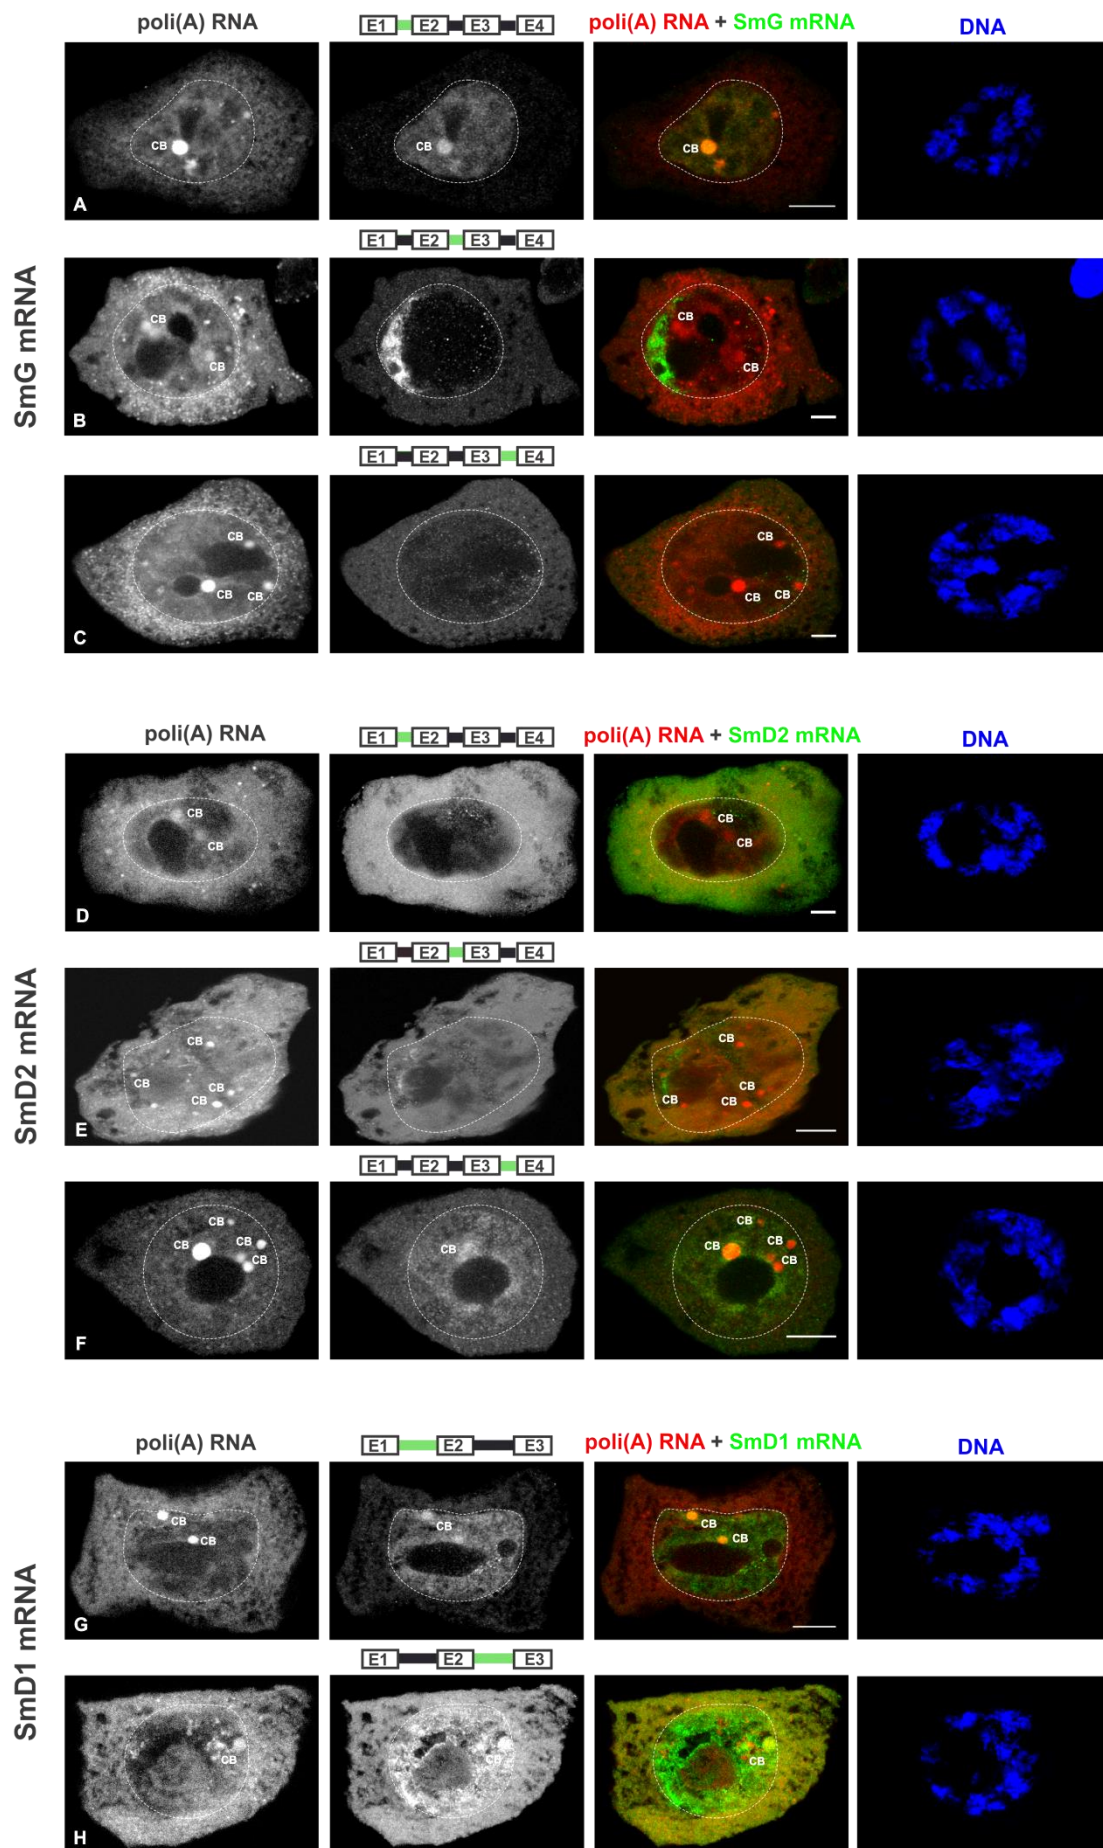 poli(A) RNA
E1 E2 E3 E4
poli(A) RNA + SmG mRNA
DNA
SmG mRNA
CB
CB
CB
A
E1 E2 E3 E4
CB
CB
CB
CB
B
E1 E2 E3 E4
CB
CB
CB
CB
CB
CB
C
poli(A) RNA
E1 E2 E3 E4
poli(A) RNA + SmD2 mRNA
DNA
SmD2 mRNA
CB
CB
CB
CB
D
E1 E2 E3 E4
CB
CB
CB
CB
CB
CB
CB
CB
E
E1 E2 E3 E4
CB
CB
CB
CB
CB
CB
CB
CB
F
poli(A) RNA
E1 E2 E3
poli(A) RNA + SmD1 mRNA
DNA
SmD1 mRNA
CB
CB
CB
CB
CB
CB
G
E1 E2 E3
CB
CB
CB
H